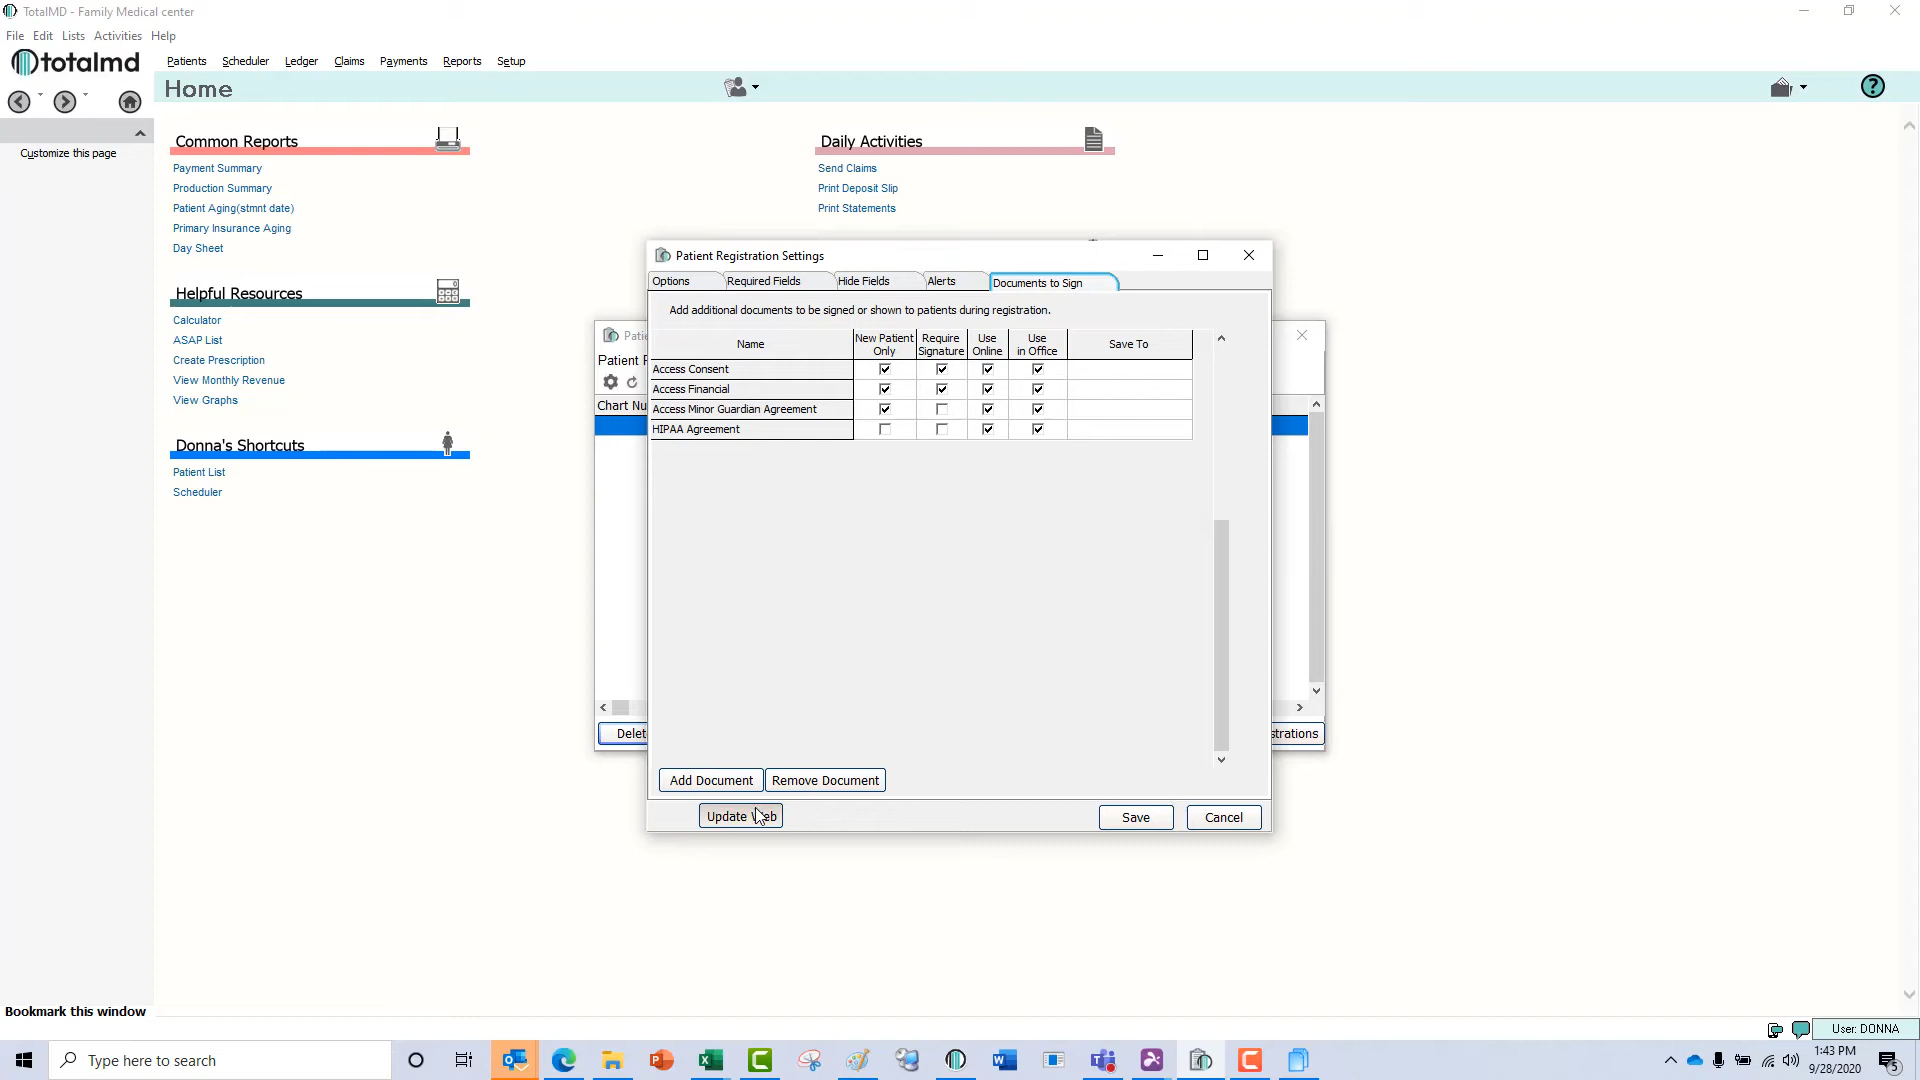 TotalMD - Family Medical center
File Edit Lists Activities Help
totalmd
Patients Scheduler Ledger Claims Payments Reports Setup
Home
?
Customize this page
Common Reports
Payment Summary
Production Summary
Patient Aging(stmnt date)
Primary Insurance Aging
Day Sheet
Helpful Resources
Calculator
ASAP List
Create Prescription
View Monthly Revenue
View Graphs
Donna's Shortcuts
Patient List
Scheduler
Daily Activities
Send Claims
Print Deposit Slip
Print Statements
Patient Registration Settings
Options Required Fields Hide Fields Alerts Documents to Sign
Add additional documents to be signed or shown to patients during registration.
Name New Patient Only Require Signature Use Online Use in Office Save To
Access Consent
Access Financial
Access Minor Guardian Agreement
HIPAA Agreement
Add Document Remove Document
Update Web Save Cancel
Bookmark this window
User: DONNA
Type here to search
1:43 PM
9/28/2020
5